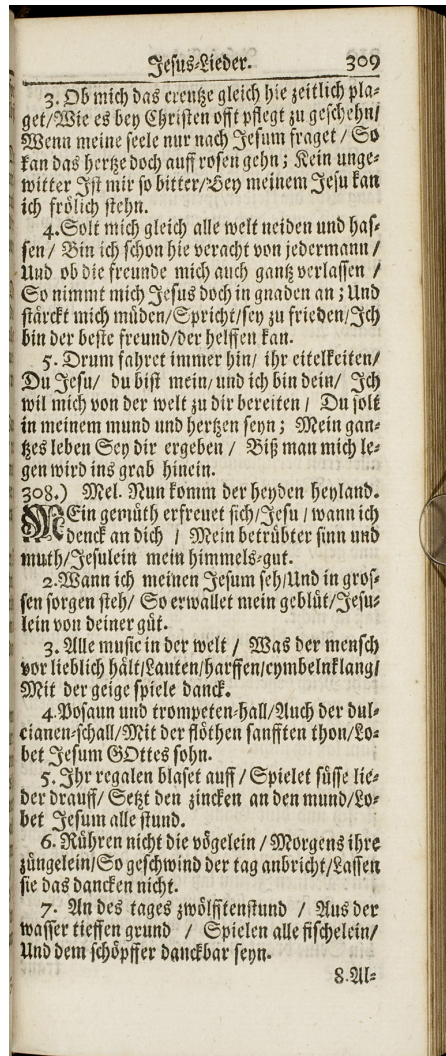 Jesus-Lieder. 309
3. Ob mich das creutze gleich hie zeitlich pla-
get/Wie es bey Christen offt pflegt zu geschehn/
Wenn meine seele nur nach Jesum fraget / So
kan das hertze doch auff rosen gehn; Kein unge-
witter Ist mir so bitter/Bey meinem Jesu kan
ich frölich stehn.
4. Solt mich gleich alle welt neiden und has-
sen / Bin ich schon hie veracht von jedermann /
Und ob die freunde mich auch gantz verlassen /
So nimmt mich Jesus doch in gnaden an; Und
stärckt mich müden/Spricht/sey zu frieden/Ich
bin der beste freund/der helffen kan.
5. Drum fahret immer hin/ ihr eitelkeiten/
Du Jesu/ du bist mein/und ich bin dein/ Ich
wil mich von der welt zu dir bereiten / Du solt
in meinem mund und hertzen seyn; Mein gan-
tzes leben Sey dir ergeben / Biß man mich le-
gen wird ins grab hinein.
308.) Mel. Nun komm der heyden heyland.
MEin gemüth erfreuet sich/Jesu / wann ich
denck an dich / Mein betrübter sinn und
muth/Jesulein mein himmels-gut.
2. Wann ich meinen Jesum seh/Und in gros-
sen sorgen steh/ So erwallet mein geblüt/Jesu-
lein von deiner güt.
3. Alle music in der welt / Was der mensch
vor lieblich hält/Lauten/harffen/cymbelnklang/
Mit der geige spiele danck.
4. Posaun und trompeten-hall/Auch der dul-
cianen-schall/Mit der flöthen sanfften thon/Lo-
bet Jesum GOttes sohn.
5. Ihr regalen blaset auff / Spielet süsse lie-
der drauff/ Setzt den zincken an den mund/Lo-
bet Jesum alle stund.
6. Rühren nicht die vögelein / Morgens ihre
züngelein/So geschwind der tag anbricht/Lassen
sie das dancken nicht.
7. An des tages zwölfftenstund / Aus der
wasser tieffen grund / Spielen alle fischelein/
Und dem schöpffer danckbar seyn.
8. Al-